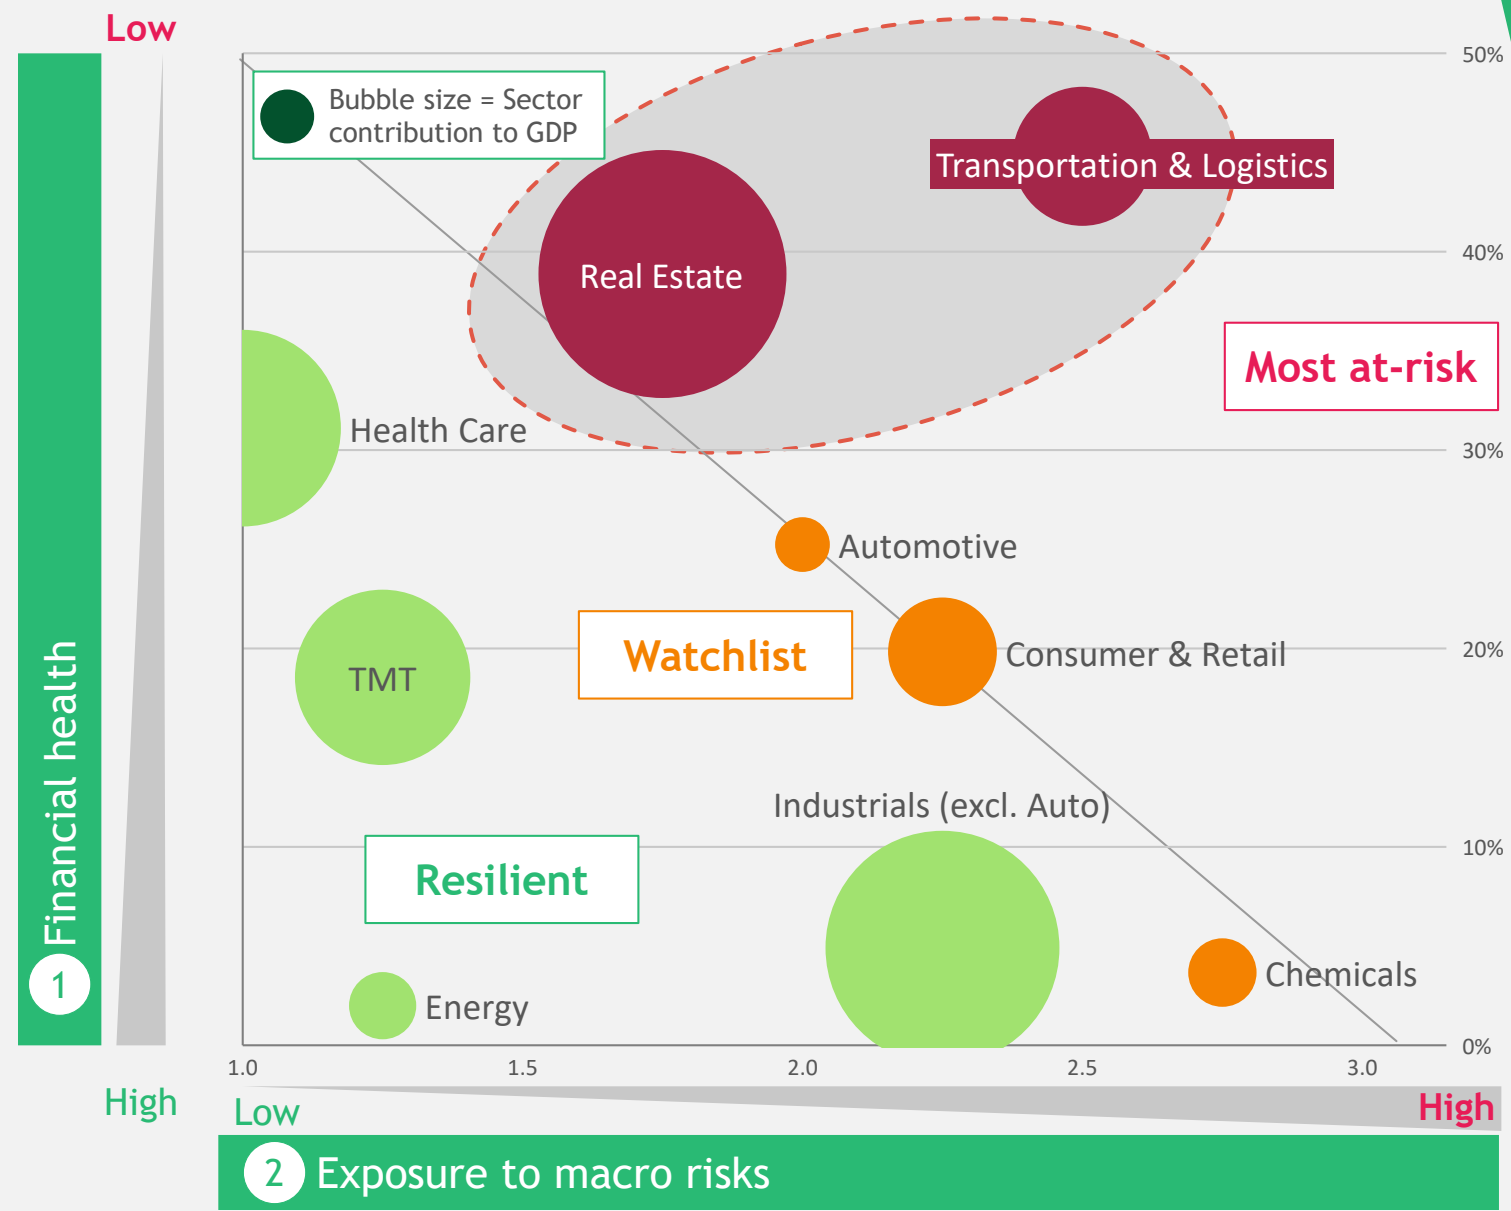 Low
50%
Bubble size = Sector
contribution to GDP
Transportation & Logistics
40%
Real Estate
Most at-risk
Health Care
30%
Automotive
Watchlist
Consumer & Retail
20%
TMT
Industrials (excl. Auto)
10%
Resilient
Chemicals
Energy
0%
1 Financial health
1.0
1.5
2.0
2.5
3.0
High
Low
High
2 Exposure to macro risks